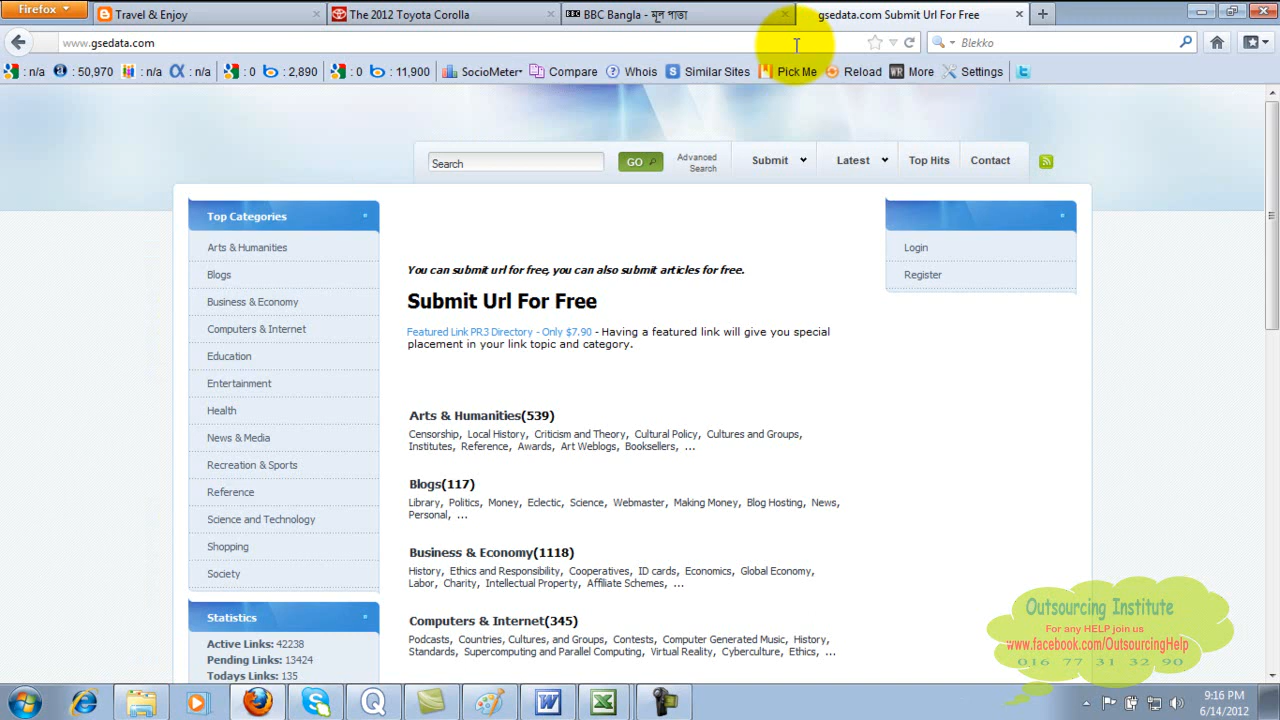 Firefox
Travel & Enjoy
The 2012 Toyota Corolla
BBC Bangla - মূল পাতা
gsedata.com Submit Url For Free
www.gsedata.com
Blekko
: n/a : 50,970 : n/a : n/a : 0 : 2,890 : 0 : 11,900 SocioMeter Compare Whois Similar Sites Pick Me Reload More Settings
Search
GO
Advanced
Search
Submit
Latest
Top Hits
Contact
Top Categories
Arts & Humanities
Blogs
Business & Economy
Computers & Internet
Education
Entertainment
Health
News & Media
Recreation & Sports
Reference
Science and Technology
Shopping
Society
Statistics
Active Links: 42238
Pending Links: 13424
Todays Links: 135
You can submit url for free, you can also submit articles for free.
Submit Url For Free
Featured Link PR3 Directory - Only $7.90 - Having a featured link will give you special
placement in your link topic and category.
Arts & Humanities(539)
Censorship, Local History, Criticism and Theory, Cultural Policy, Cultures and Groups,
Institutes, Reference, Awards, Art Weblogs, Booksellers, ...
Blogs(117)
Library, Politics, Money, Eclectic, Science, Webmaster, Making Money, Blog Hosting, News,
Personal, ...
Business & Economy(1118)
History, Ethics and Responsibility, Cooperatives, ID cards, Economics, Global Economy,
Labor, Charity, Intellectual Property, Affiliate Schemes, ...
Computers & Internet(345)
Podcasts, Countries, Cultures, and Groups, Contests, Computer Generated Music, History,
Standards, Supercomputing and Parallel Computing, Virtual Reality, Cyberculture, Ethics, ...
Login
Register
Outsourcing Institute
For any HELP join us
www.facebook.com/OutsourcingHelp
016 77 31 32 90
9:16 PM
6/14/2012